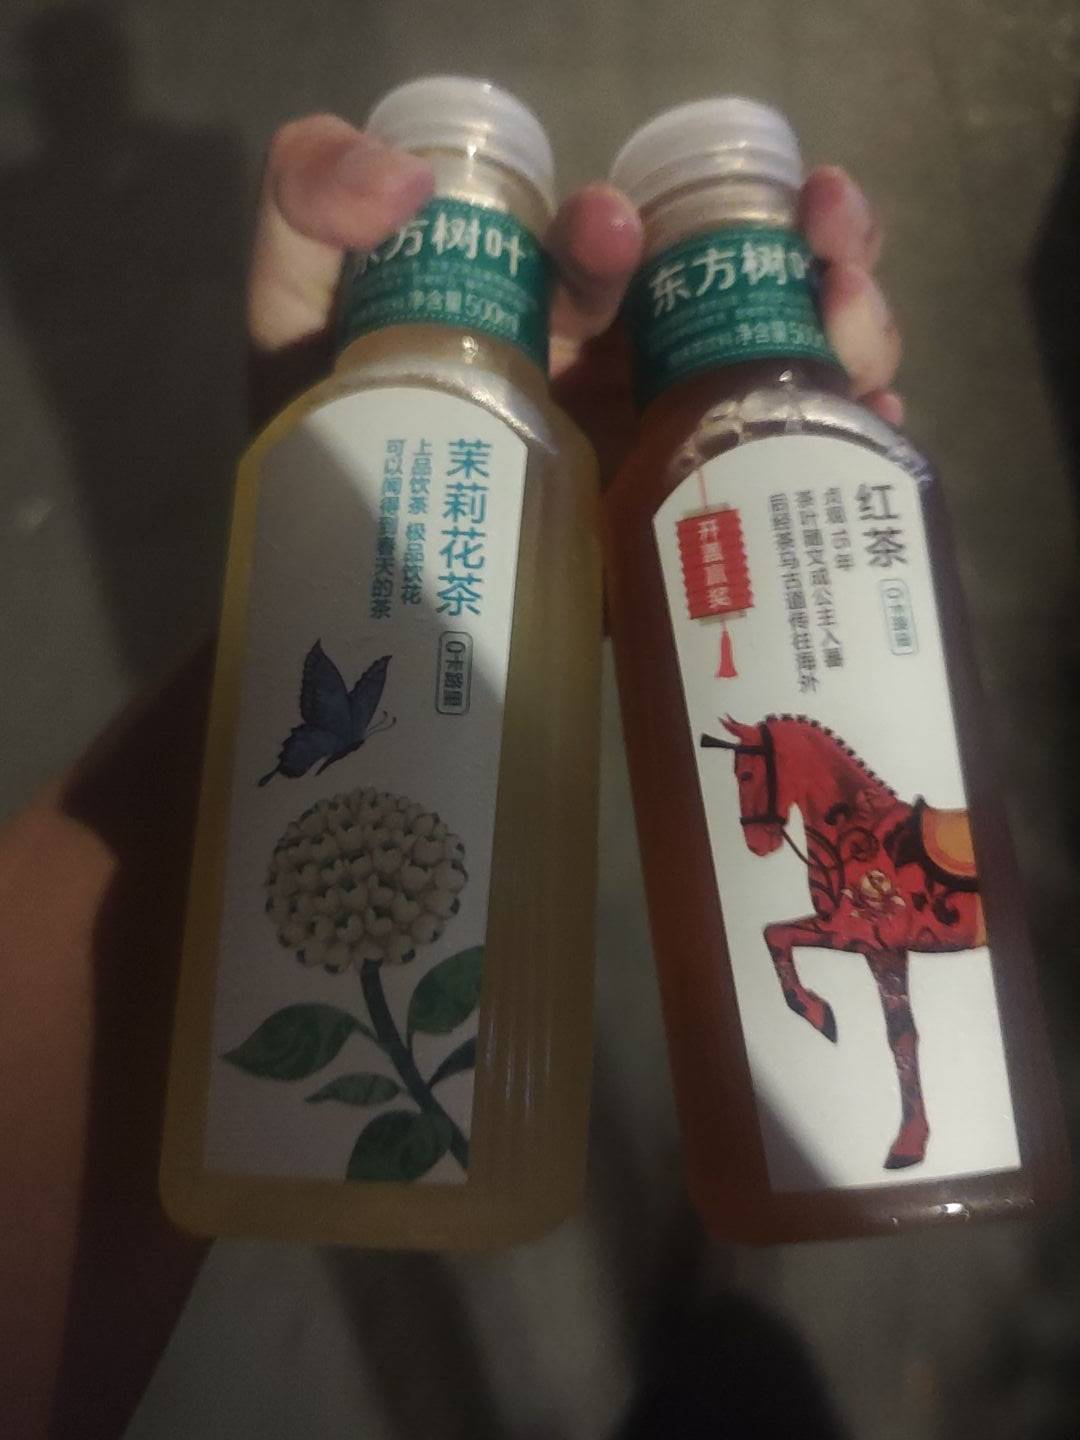 东方树叶
净含量500ml
茉莉花茶
上品饮茶 极品饮花
可以闻得到春天的茶
0卡路里
东方树叶
净含量500ml
红茶
0卡路里
贞观15年
茶叶随文成公主入番
后经茶马古道传往海外
开盖赢奖